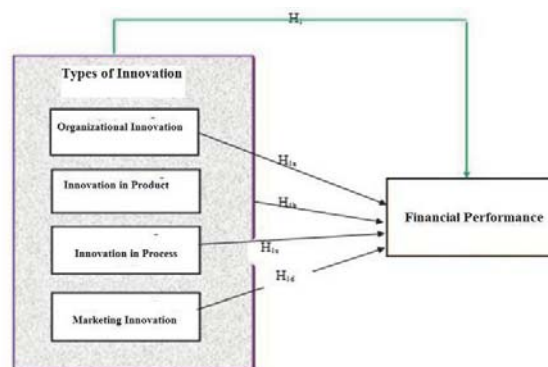 H₁
Types of Innovation
Organizational Innovation
H₁ₐ
Innovation in Product
H₁b
Financial Performance
Innovation in Process
H₁c
H₁d
Marketing Innovation